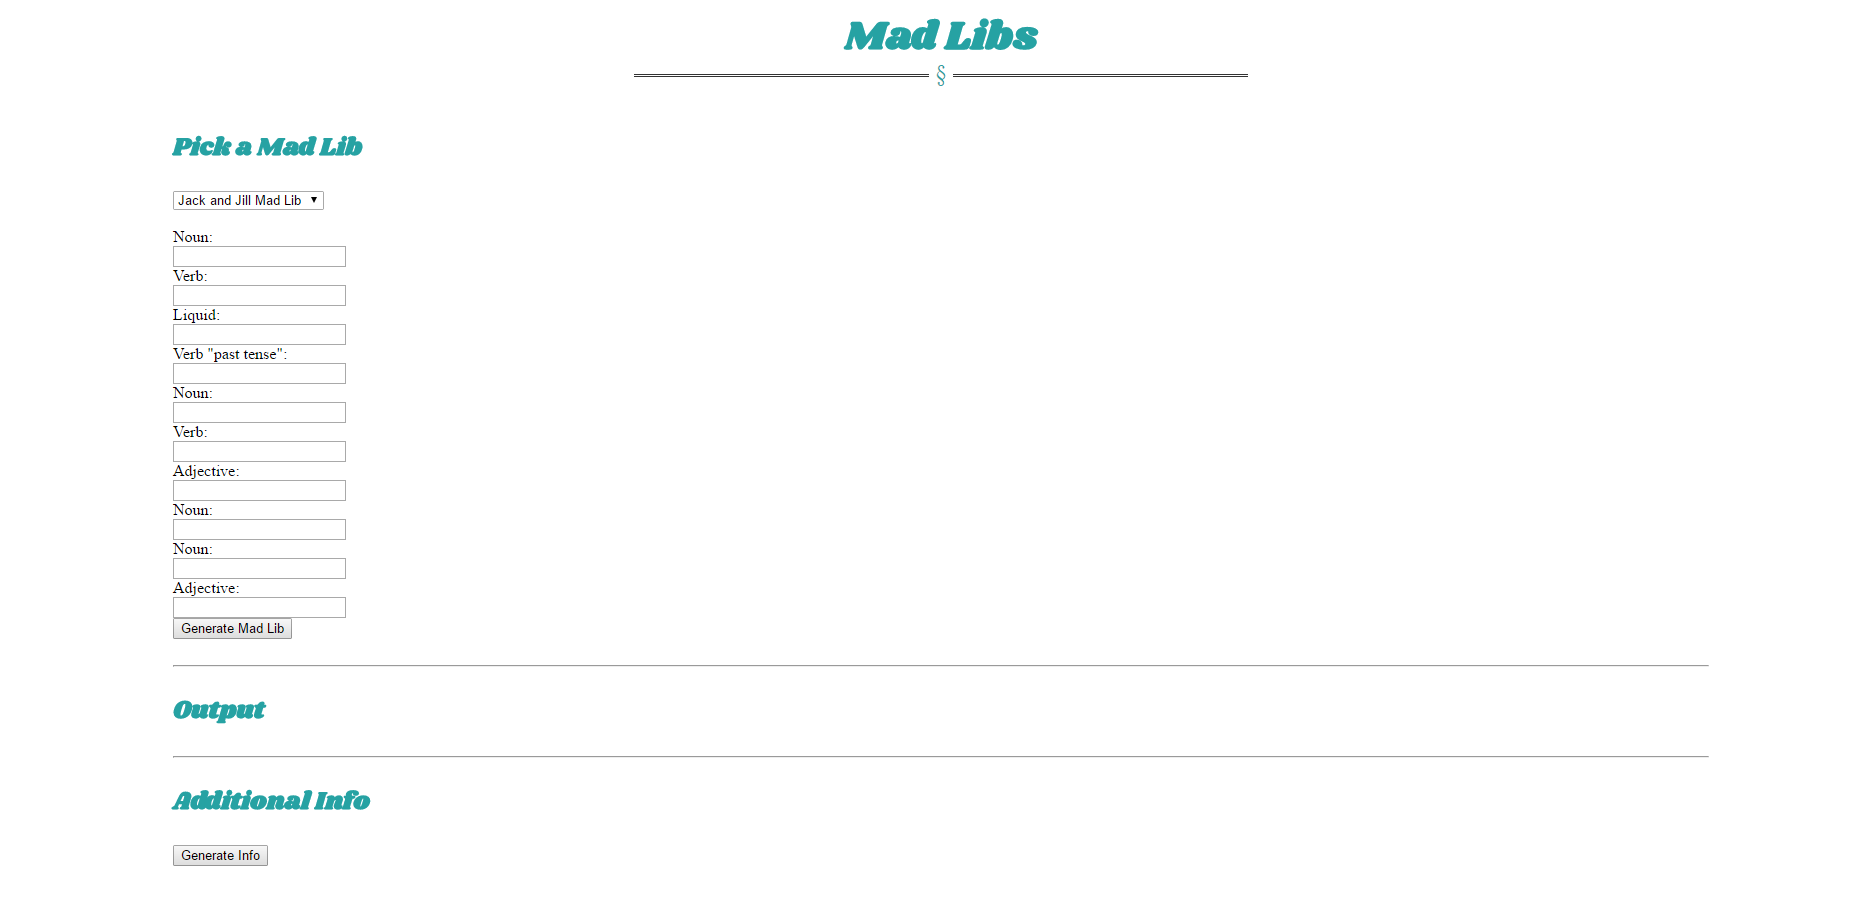 Mad Libs
§
Pick a Mad Lib
Jack and Jill Mad Lib
Noun:
Verb:
Liquid:
Verb "past tense":
Noun:
Verb:
Adjective:
Noun:
Noun:
Adjective:
Generate Mad Lib
Output
Additional Info
Generate Info